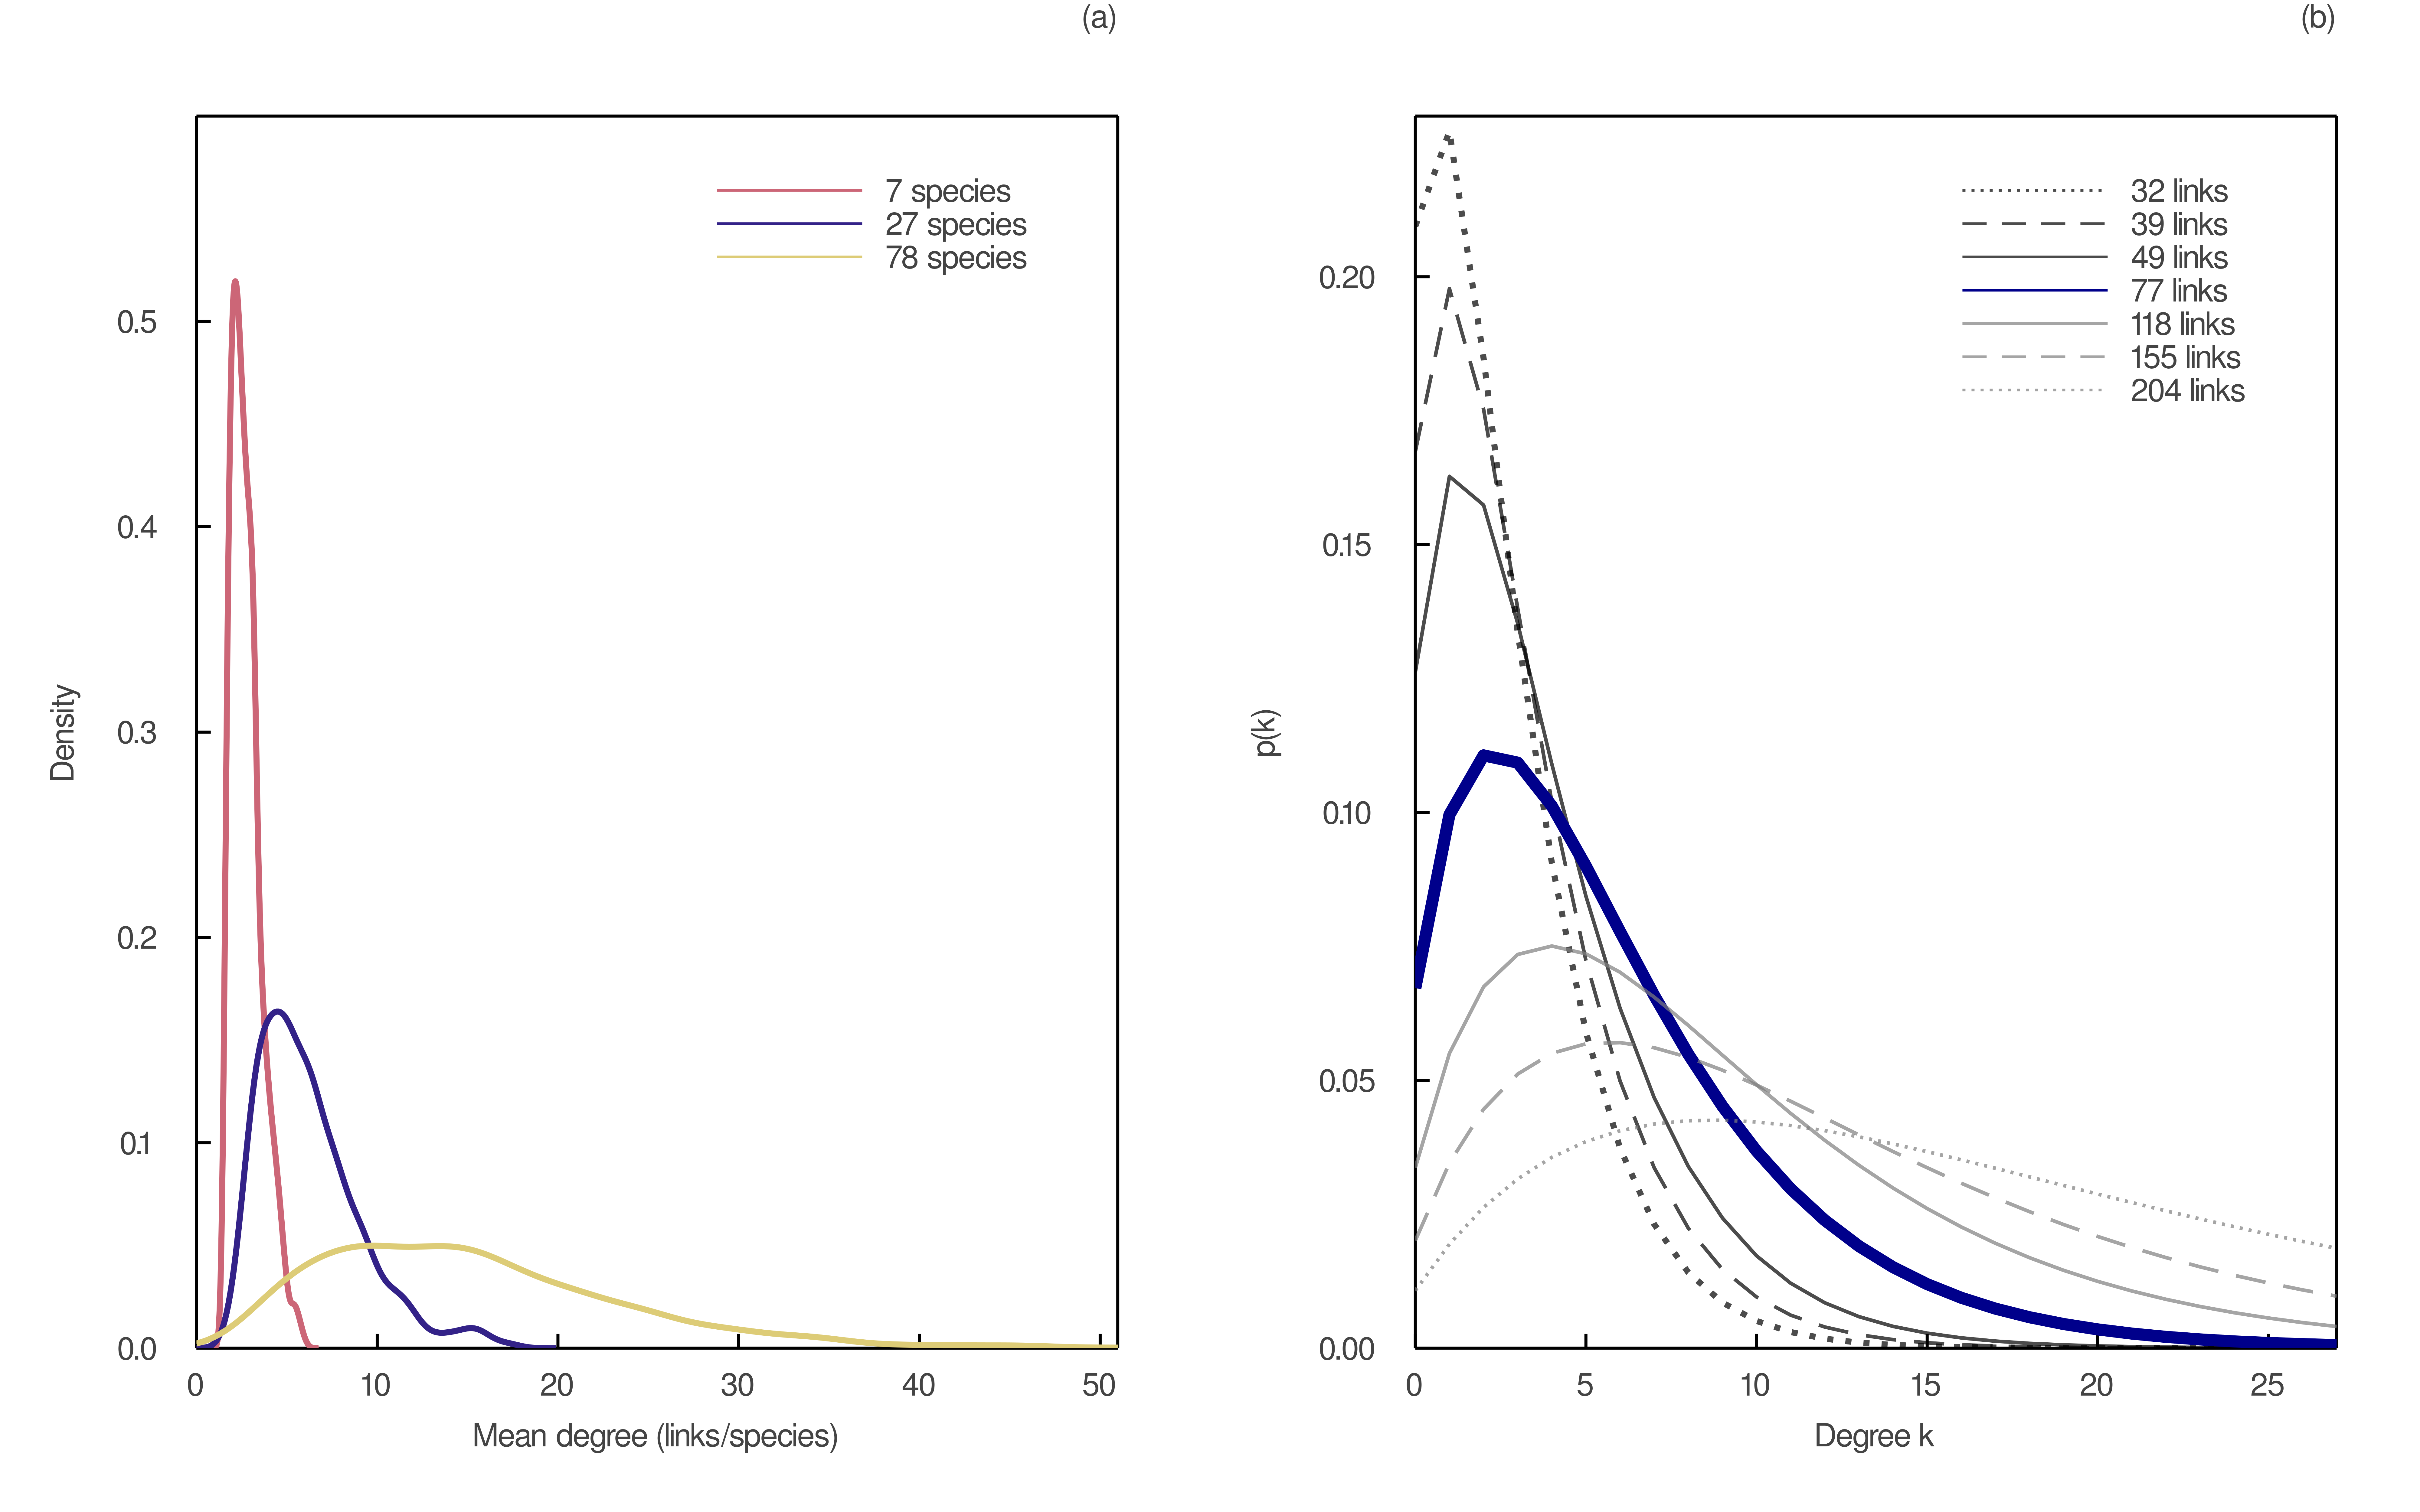 (a)
7 species
27 species
78 species
0.5
0.4
0.3
0.2
0.1
0.0
Density
0
10
20
30
40
50
Mean degree (links/species)
(b)
32 links
39 links
49 links
77 links
118 links
155 links
204 links
0.20
0.15
0.10
0.05
0.00
p(k)
0
5
10
15
20
25
Degree k